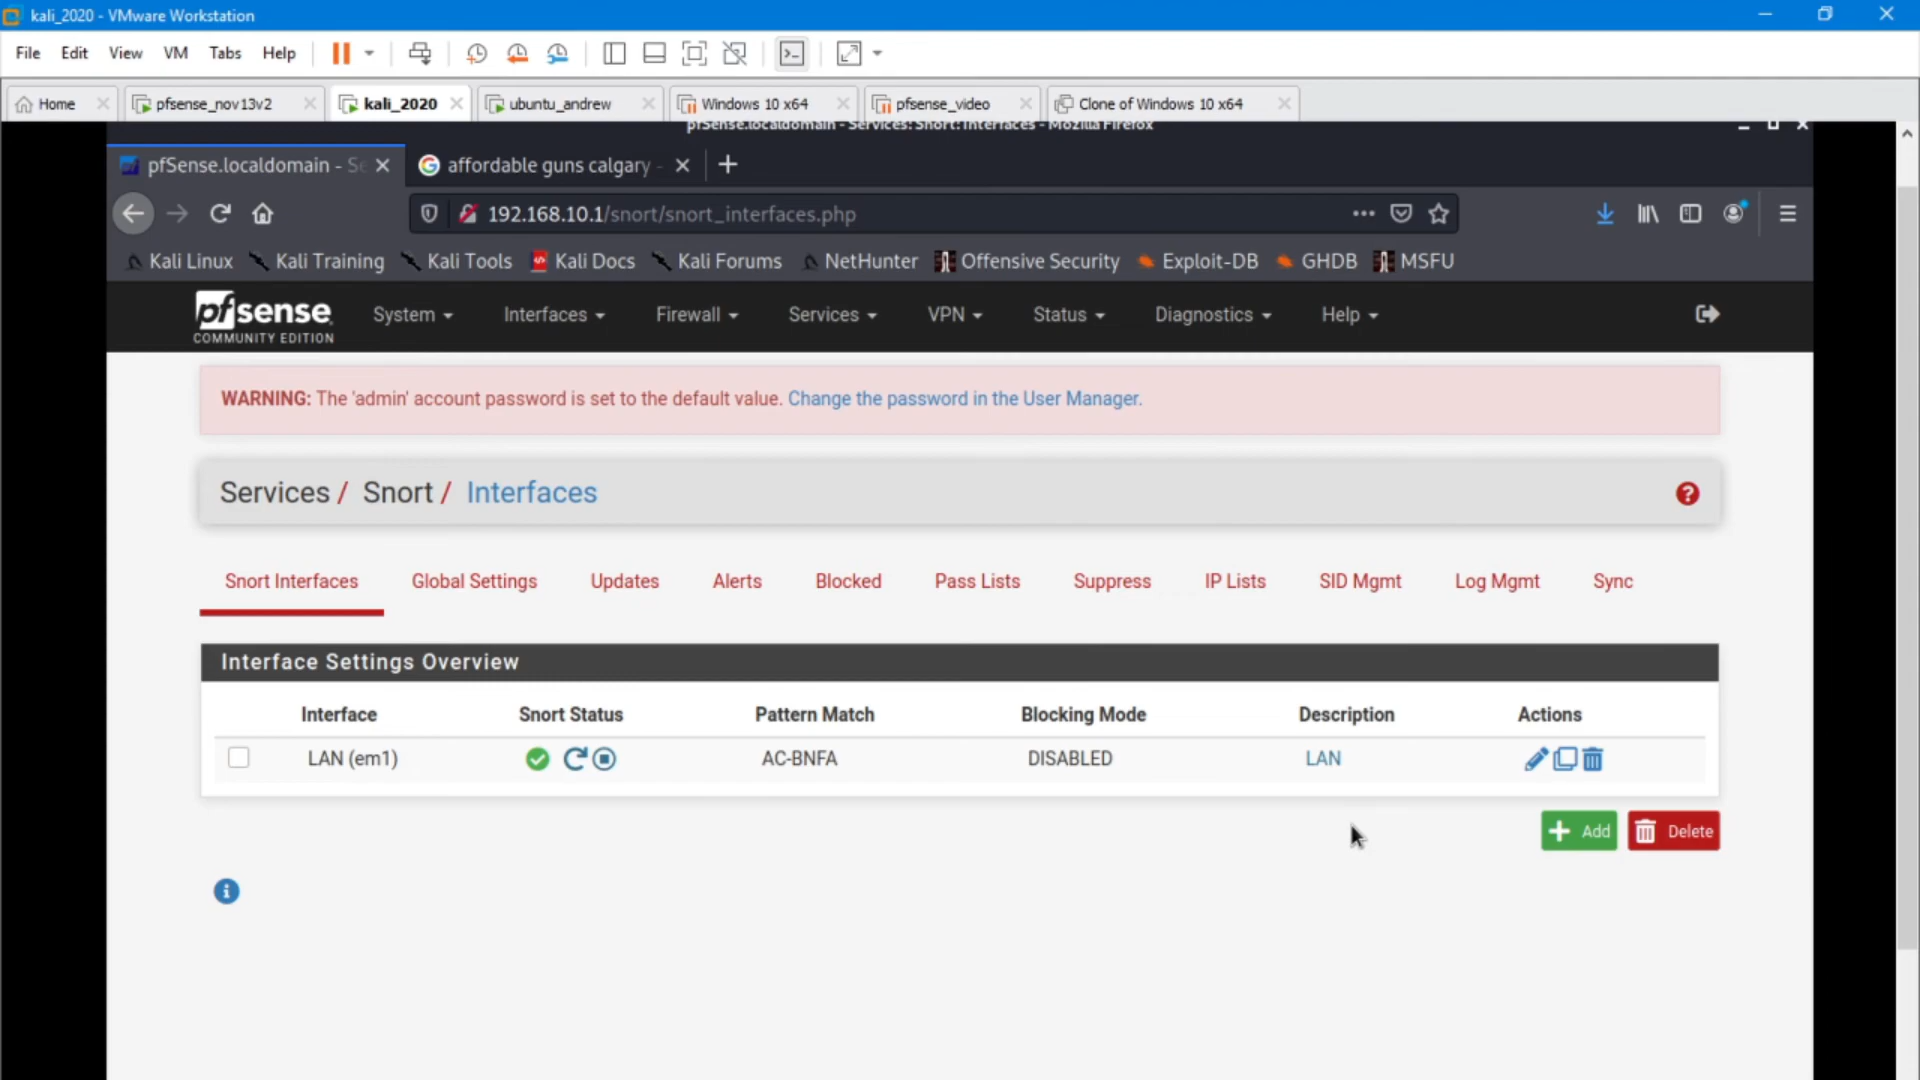 kali_2020 - VMware Workstation
File Edit View VM Tabs Help
Home pfsense_nov13v2 kali_2020 ubuntu_andrew Windows 10 x64 pfsense_video Clone of Windows 10 x64
pfSense.localdomain - Services: Snort: Interfaces - Mozilla Firefox
pfSense.localdomain - Se affordable guns calgary -
192.168.10.1/snort/snort_interfaces.php
Kali Linux Kali Training Kali Tools Kali Docs Kali Forums NetHunter Offensive Security Exploit-DB GHDB MSFU
pfsense System Interfaces Firewall Services VPN Status Diagnostics Help
COMMUNITY EDITION
WARNING: The 'admin' account password is set to the default value. Change the password in the User Manager.
Services / Snort / Interfaces
Snort Interfaces Global Settings Updates Alerts Blocked Pass Lists Suppress IP Lists SID Mgmt Log Mgmt Sync
Interface Settings Overview
Interface Snort Status Pattern Match Blocking Mode Description Actions
LAN (em1) AC-BNFA DISABLED LAN
Add Delete